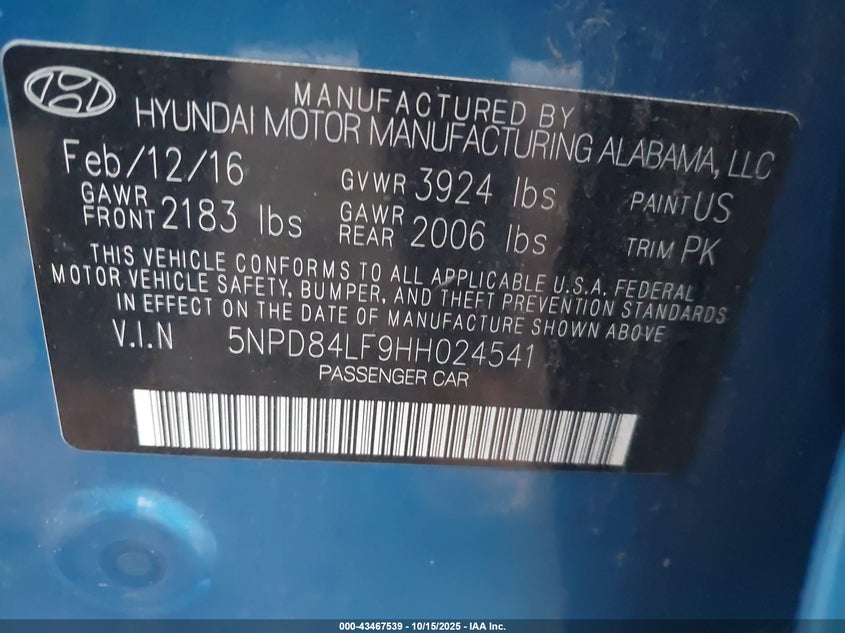 MANUFACTURED BY
HYUNDAI MOTOR MANUFACTURING ALABAMA, LLC
Feb/12/16 GVWR 3924 lbs PAINT US
GAWR FRONT 2183 lbs GAWR REAR 2006 lbs TRIM PK
THIS VEHICLE CONFORMS TO ALL APPLICABLE U.S.A. FEDERAL
MOTOR VEHICLE SAFETY, BUMPER, AND THEFT PREVENTION STANDARDS
IN EFFECT ON THE DATE OF MANUFACTURE SHOWN ABOVE
V.I.N 5NPD84LF9HH024541
PASSENGER CAR
000-43467539 - 10/15/2025 - IAA Inc.